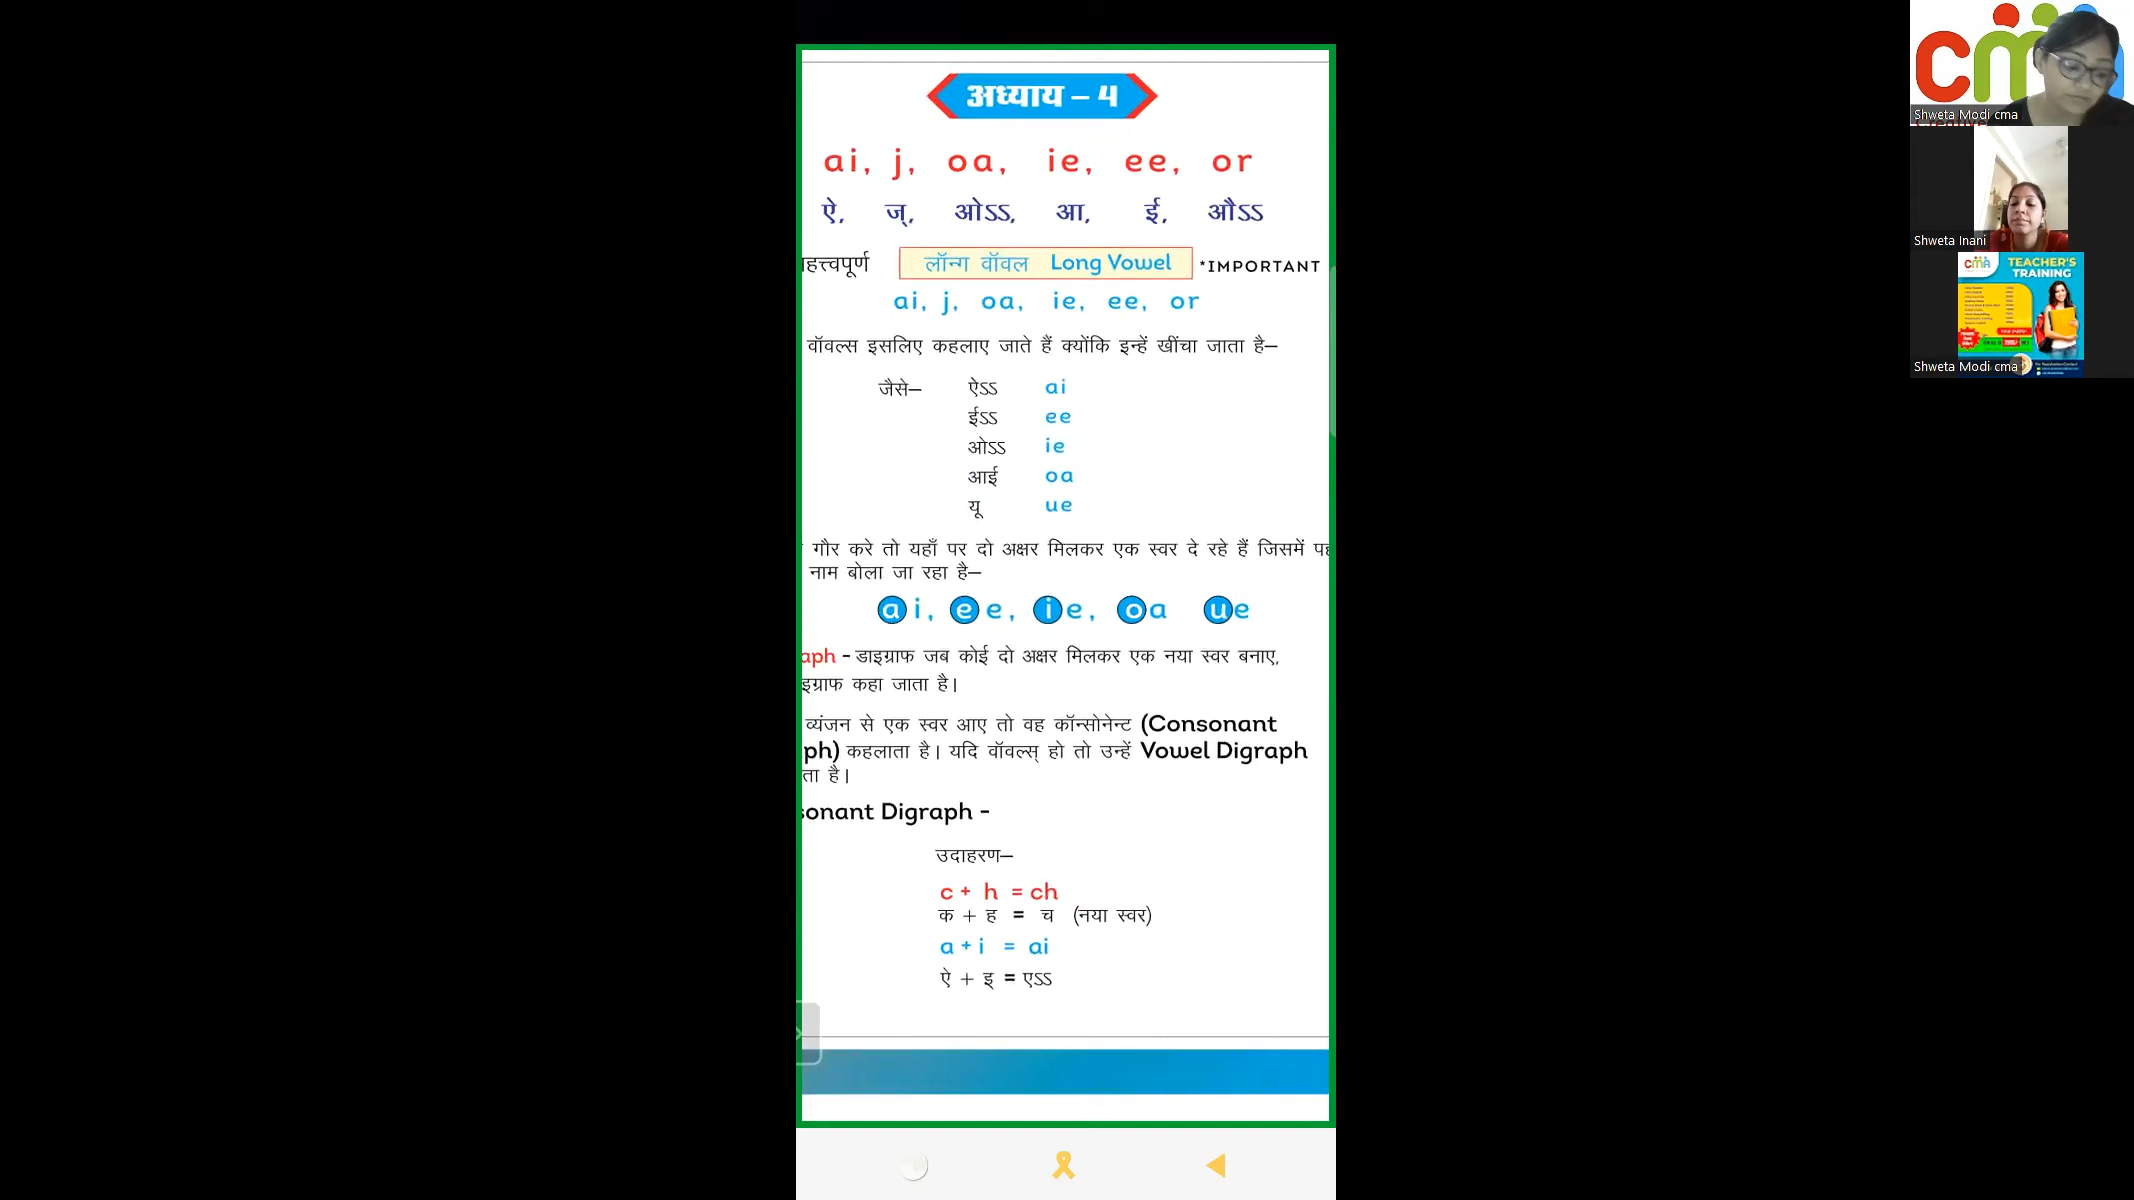 अध्याय – ५
ai, j, oa, ie, ee, or
ऐ, ज्, ओऽऽ, आ, ई, औऽऽ
लॉन्ग वॉवल Long Vowel *IMPORTANT
ai, j, oa, ie, ee, or
वॉवल्स इसलिए कहलाए जाते हैं क्योंकि इन्हें खींचा जाता है–
जैसे– ऐऽऽ ai
ईऽऽ ee
ओऽऽ ie
आई oa
यू ue
गौर करे तो यहाँ पर दो अक्षर मिलकर एक स्वर दे रहे हैं जिसमें
नाम बोला जा रहा है–
ai, ee, ie, oa ue
aph - डाइग्राफ जब कोई दो अक्षर मिलकर एक नया स्वर बनाए,
इग्राफ कहा जाता है।
व्यंजन से एक स्वर आए तो वह कॉन्सोनेन्ट (Consonant
ph) कहलाता है। यदि वॉवल्स् हो तो उन्हें Vowel Digraph
ता है।
sonant Digraph -
उदाहरण–
c + h = ch
क + ह = च (नया स्वर)
a + i = ai
ऐ + इ् = एऽऽ
cma
Shweta Modi cma
Shweta Inani
CMA
TEACHER'S
TRAINING
Shweta Modi cma